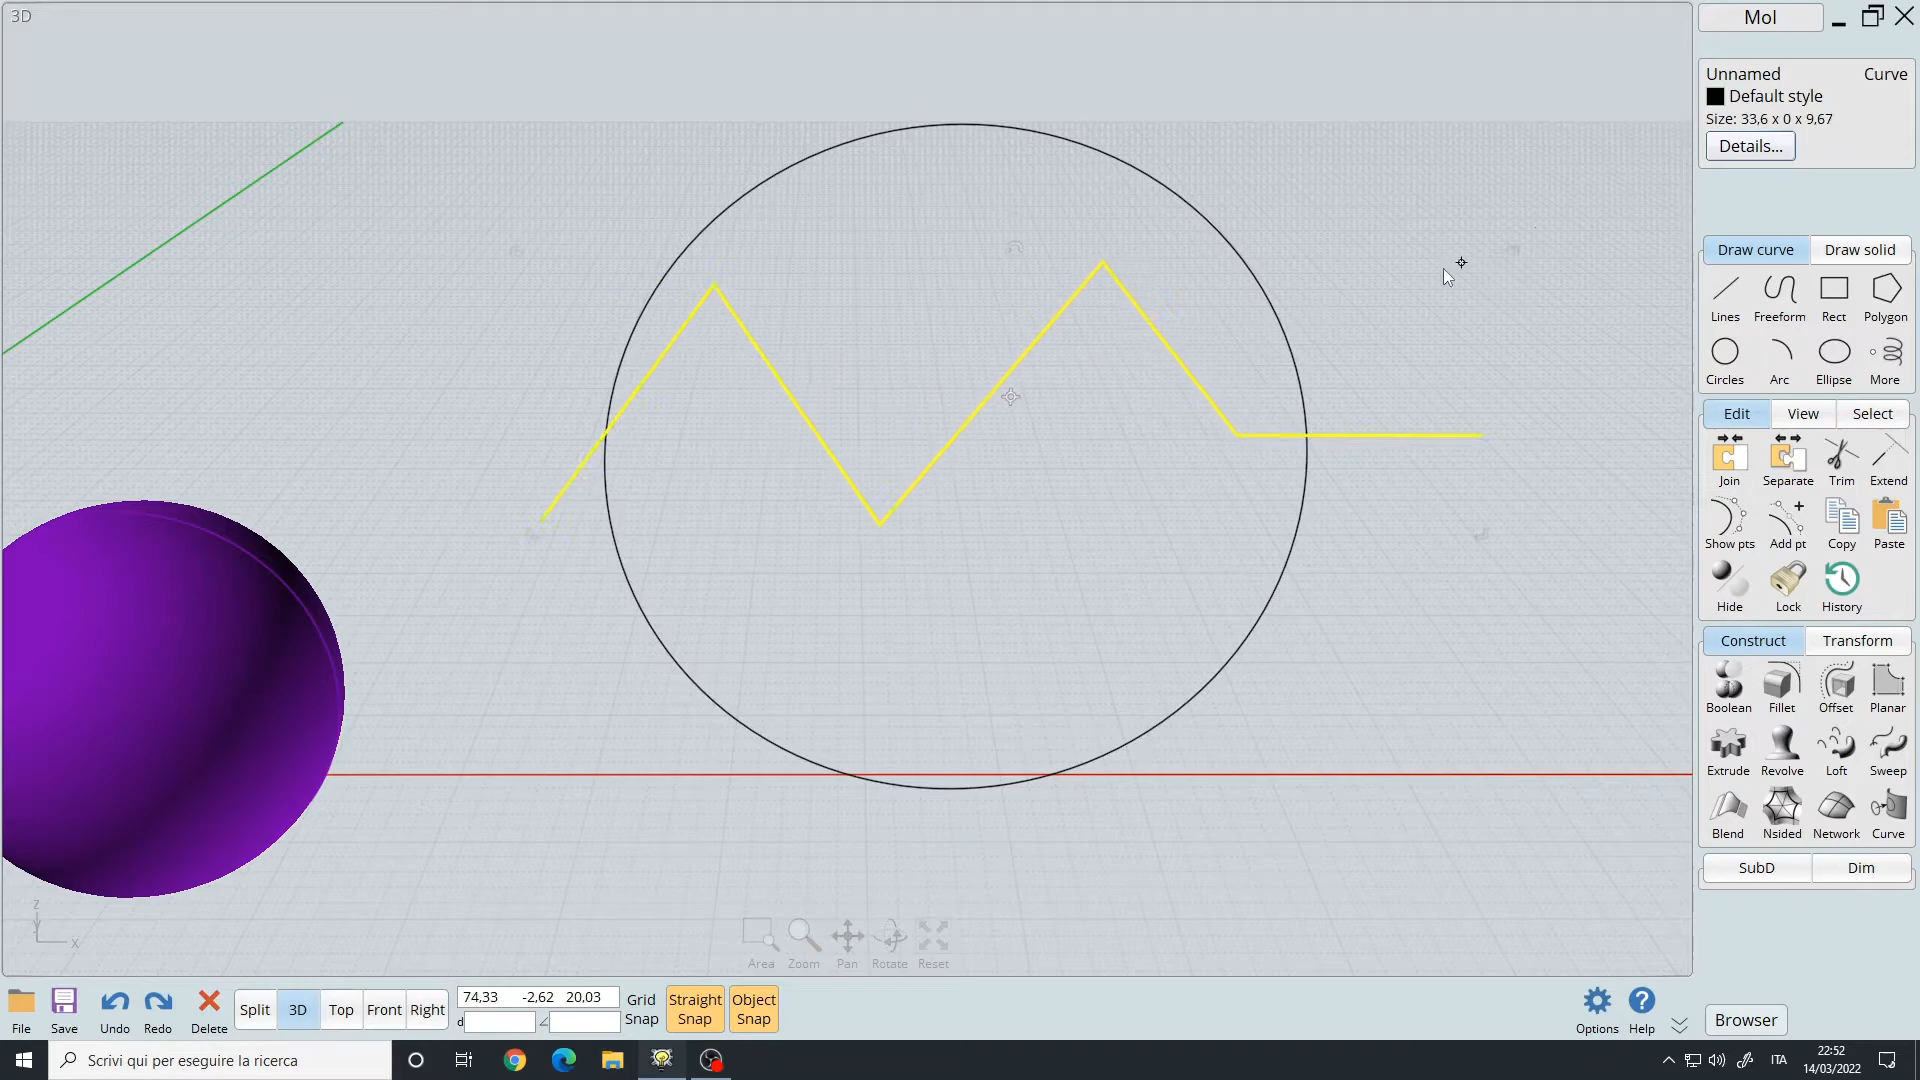 3D
MoI
Unnamed Curve
Default style
Size: 33,6 x 0 x 9,67
Details...
Draw curve Draw solid
Lines Freeform Rect Polygon
Circles Arc Ellipse More
Edit View Select
Join Separate Trim Extend
Show pts Add pt Copy Paste
Hide Lock History
Construct Transform
Boolean Fillet Offset Planar
Extrude Revolve Loft Sweep
Blend Nsided Network Curve
SubD Dim
z
y
x
Area Zoom Pan Rotate Reset
File Save Undo Redo Delete
Split 3D Top Front Right
74,33 -2,62 20,03
d
Grid Snap
Straight Snap
Object Snap
Options Help
Browser
Scrivi qui per eseguire la ricerca
ITA
22:52
14/03/2022